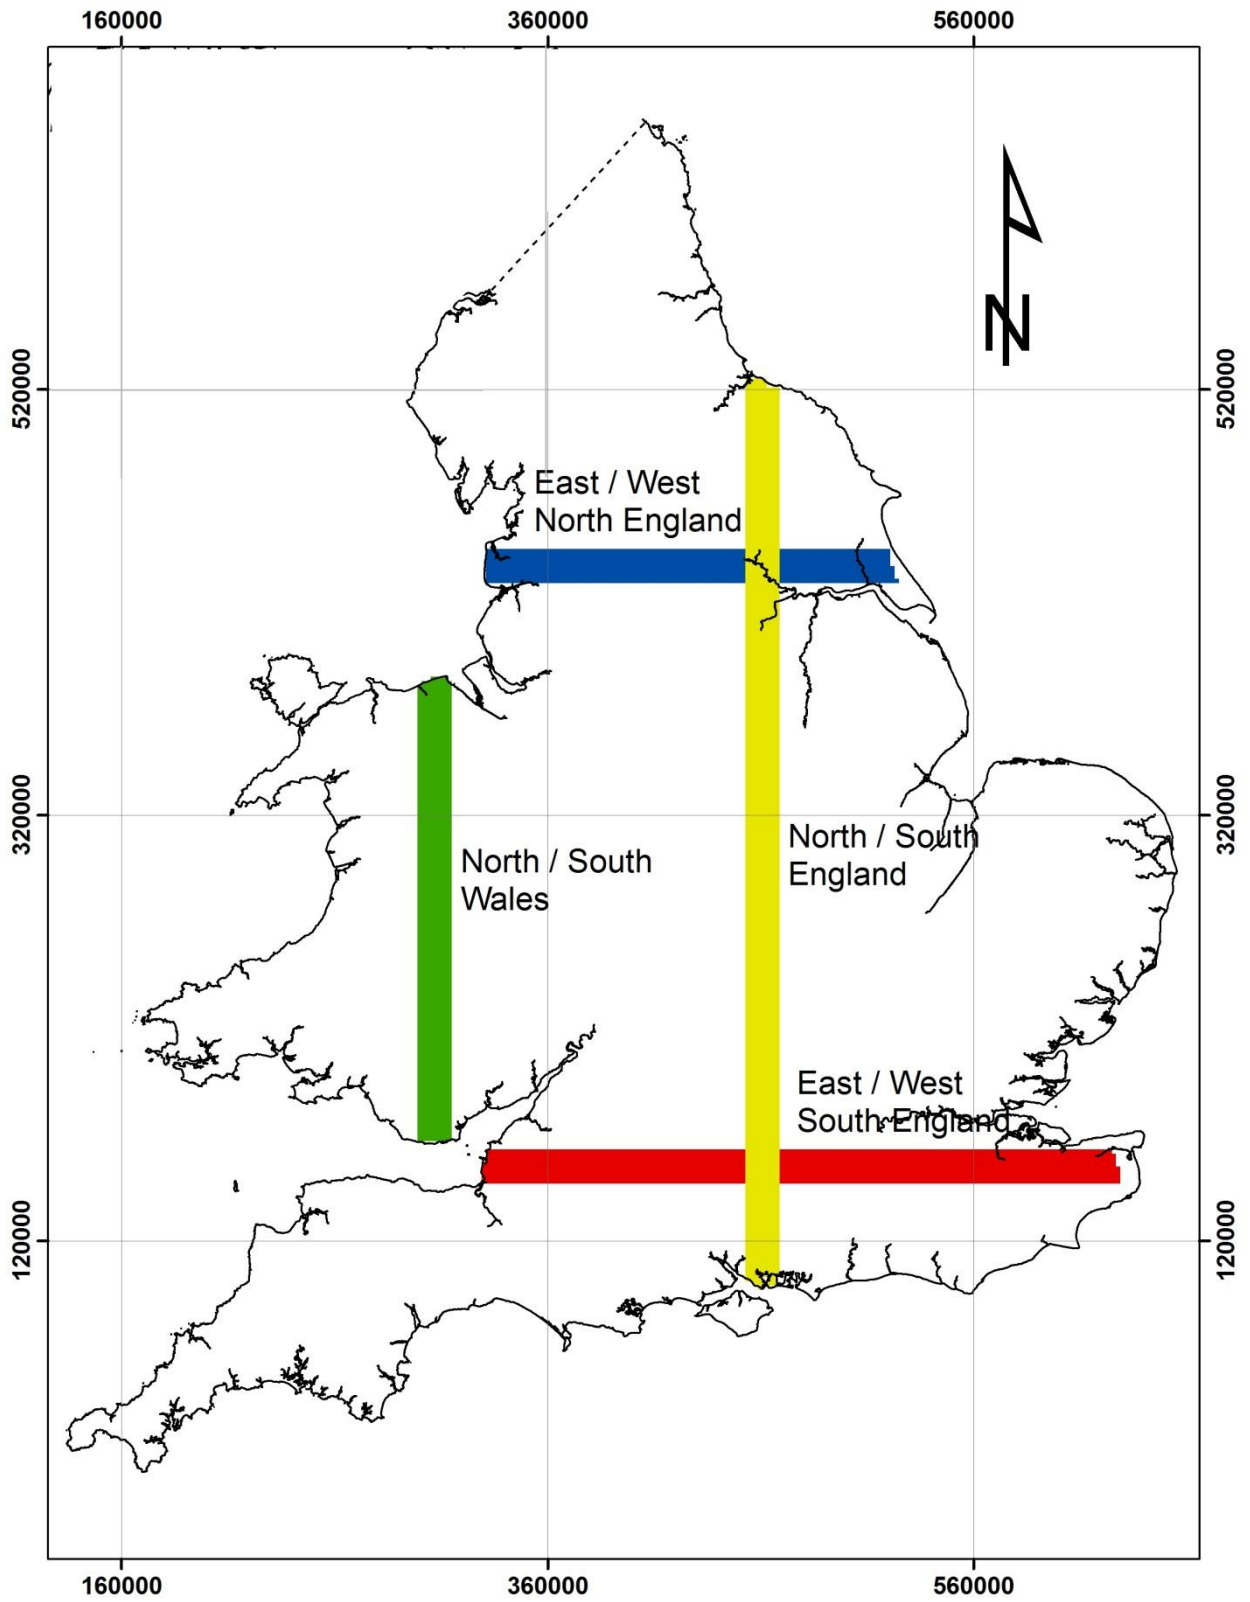 160000
360000
560000
N
520000
520000
East / West
North England
320000
320000
North / South
England
North / South
Wales
East / West
South England
120000
120000
160000
360000
560000